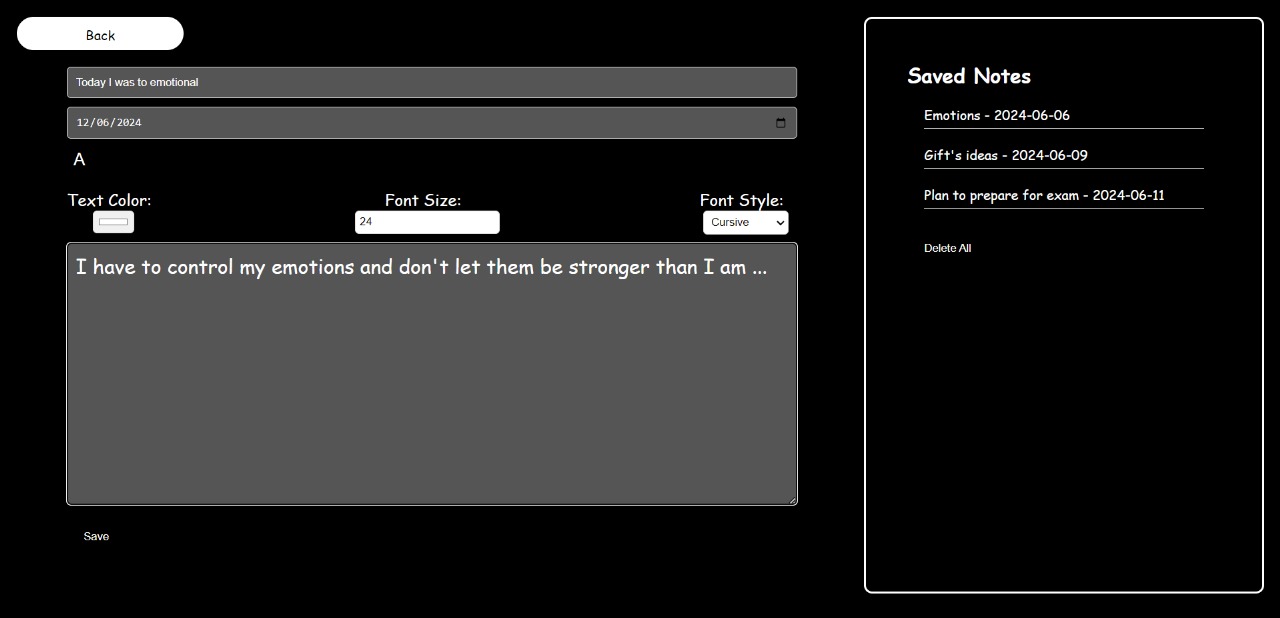 Back
Today I was to emotional
12/06/2024
A
Text Color: Font Size: Font Style:
24 Cursive
I have to control my emotions and don't let them be stronger than I am ...
Save
Saved Notes
Emotions - 2024-06-06
Gift's ideas - 2024-06-09
Plan to prepare for exam - 2024-06-11
Delete All